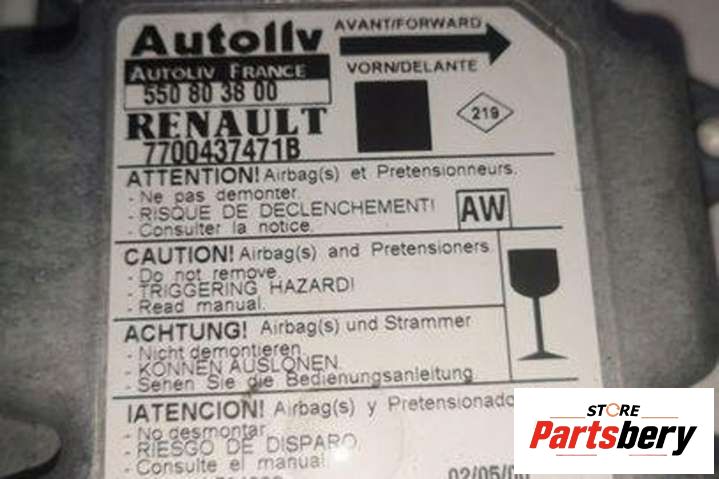 Autoliv AVANT/FORWARD
AUTOLIV FRANCE VORN/DELANTE
550 80 38 00
219
RENAULT
7700437471B
ATTENTION! Airbag(s) et Pretensionneurs.
- Ne pas demonter.
- RISQUE DE DECLENCHEMENT!
- Consulter la notice.
AW
CAUTION! Airbag(s) and Pretensioners
- Do not remove.
- TRIGGERING HAZARD!
- Read manual.
ACHTUNG! Airbag(s) und Strammer
- Nicht demontieren.
- KONNEN AUSLONEN.
- Sehen Sie die Bedienungsanleitung
!ATENCION! Airbag(s) y
- No desmontar
- RIESGO DE DISPARO.
- Consulte el manual
STORE
Partsbery